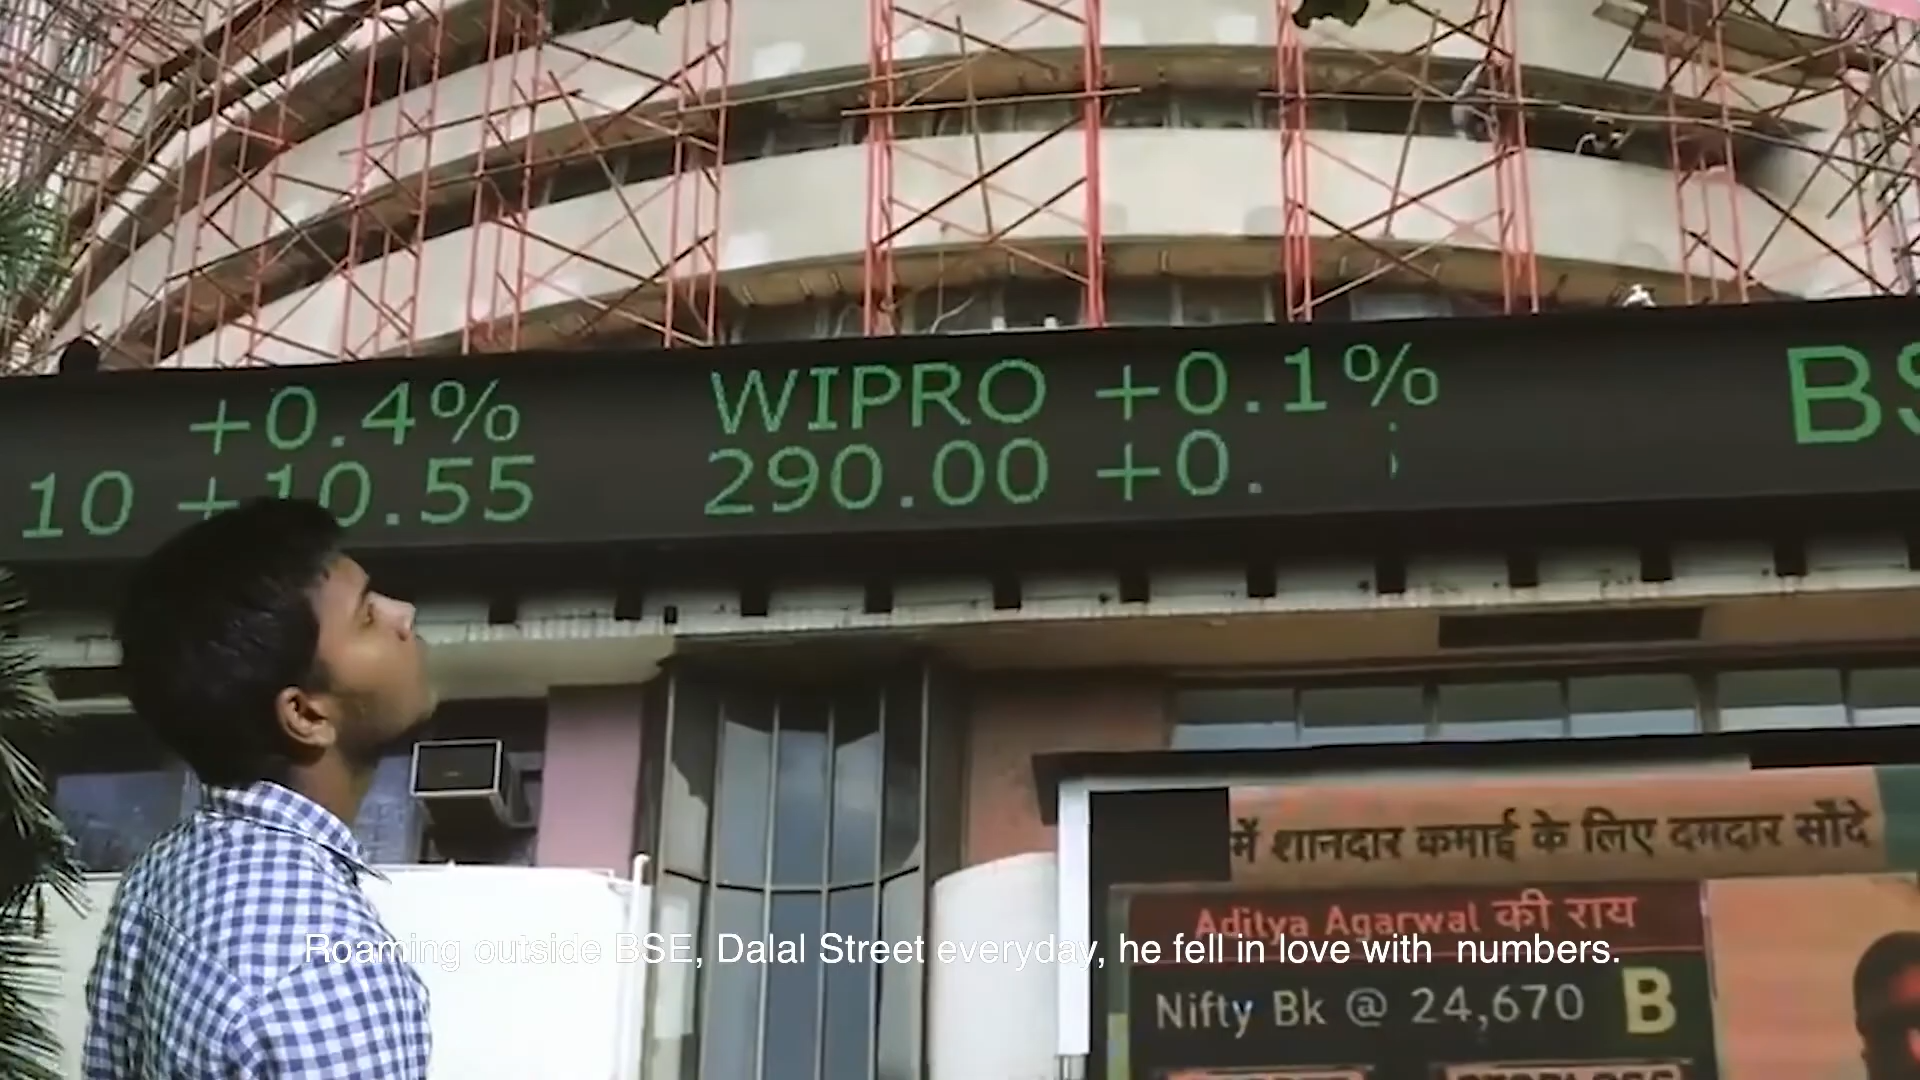 +0.4%
10 +10.55
WIPRO +0.1%
290.00 +0.
में शानदार कमाई के लिए दमदार सौदे
Aditya Agarwal की राय
Roaming outside BSE, Dalal Street everyday, he fell in love with numbers.
Nifty Bk @ 24,670 B